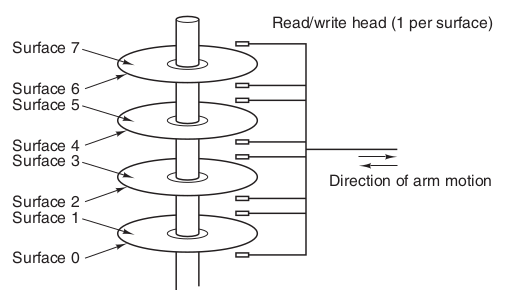 Read/write head (1 per surface)
Surface 7
Surface 6
Surface 5
Surface 4
Surface 3
Direction of arm motion
Surface 2
Surface 1
Surface 0